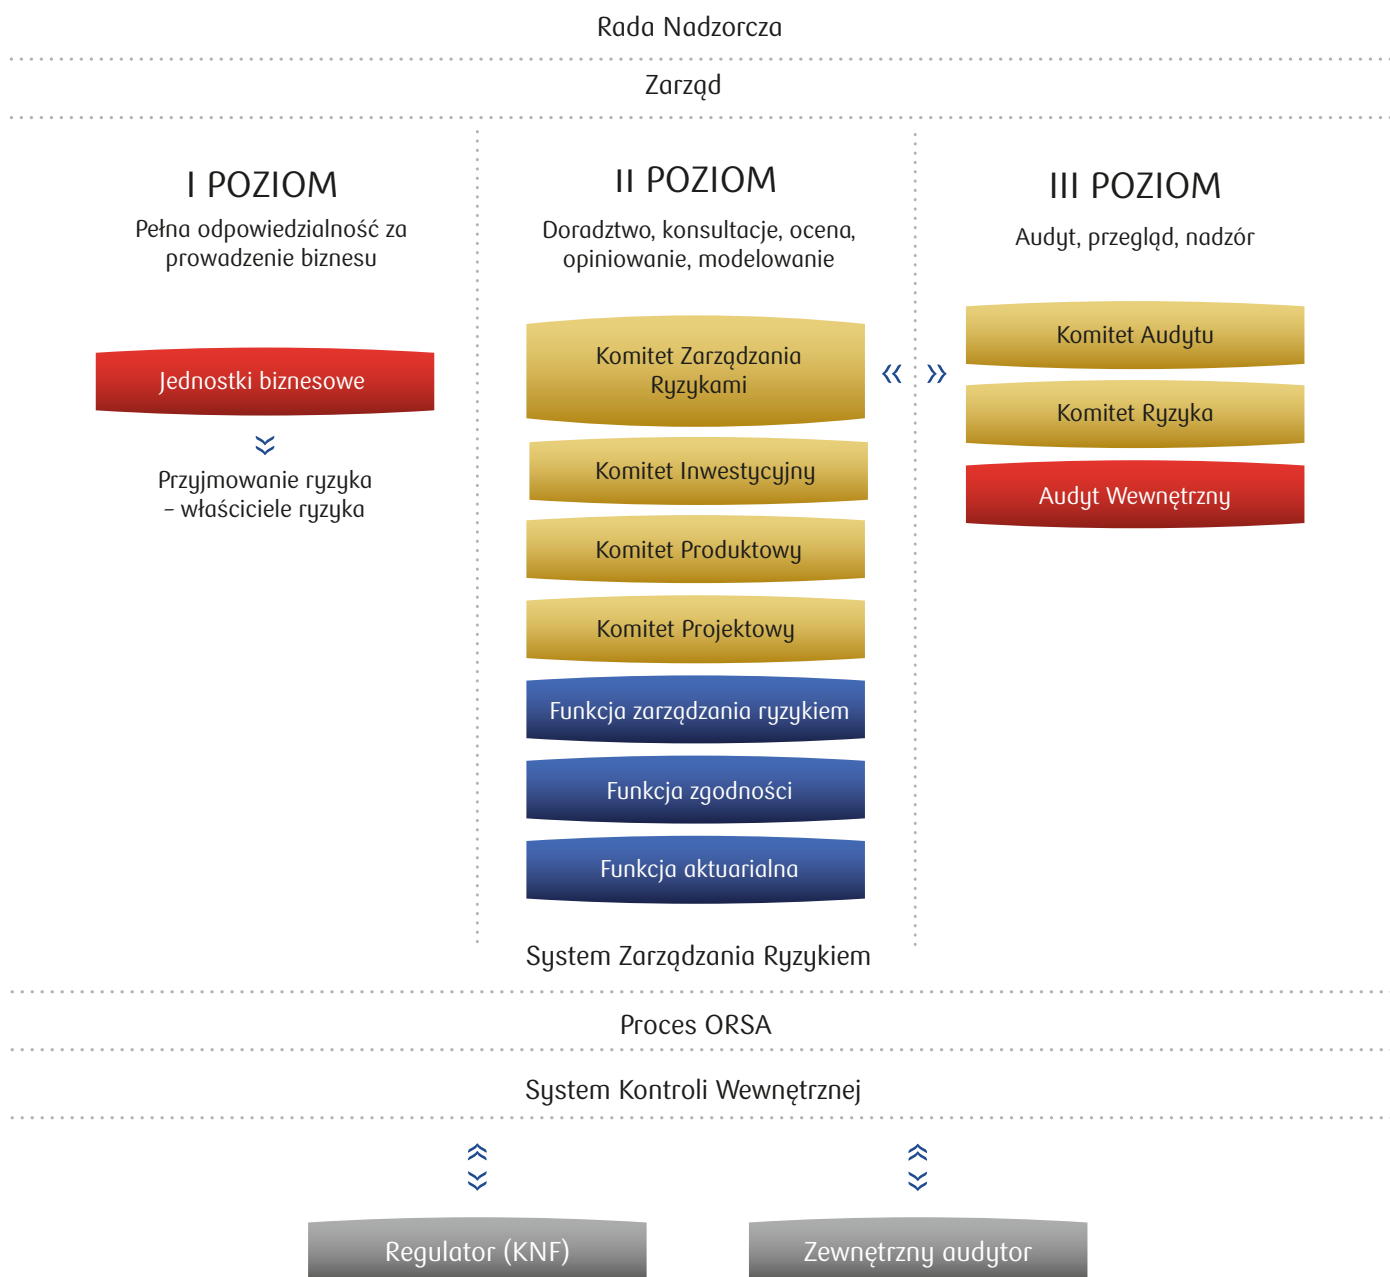 Rada Nadzorcza
Zarząd
I POZIOM
Pełna odpowiedzialność za
prowadzenie biznesu
Jednostki biznesowe
Przyjmowanie ryzyka
– właściciele ryzyka
II POZIOM
Doradztwo, konsultacje, ocena,
opiniowanie, modelowanie
Komitet Zarządzania
Ryzykami
Komitet Inwestycyjny
Komitet Produktowy
Komitet Projektowy
Funkcja zarządzania ryzykiem
Funkcja zgodności
Funkcja aktuarialna
III POZIOM
Audyt, przegląd, nadzór
Komitet Audytu
Komitet Ryzyka
Audyt Wewnętrzny
System Zarządzania Ryzykiem
Proces ORSA
System Kontroli Wewnętrznej
Regulator (KNF)
Zewnętrzny audytor